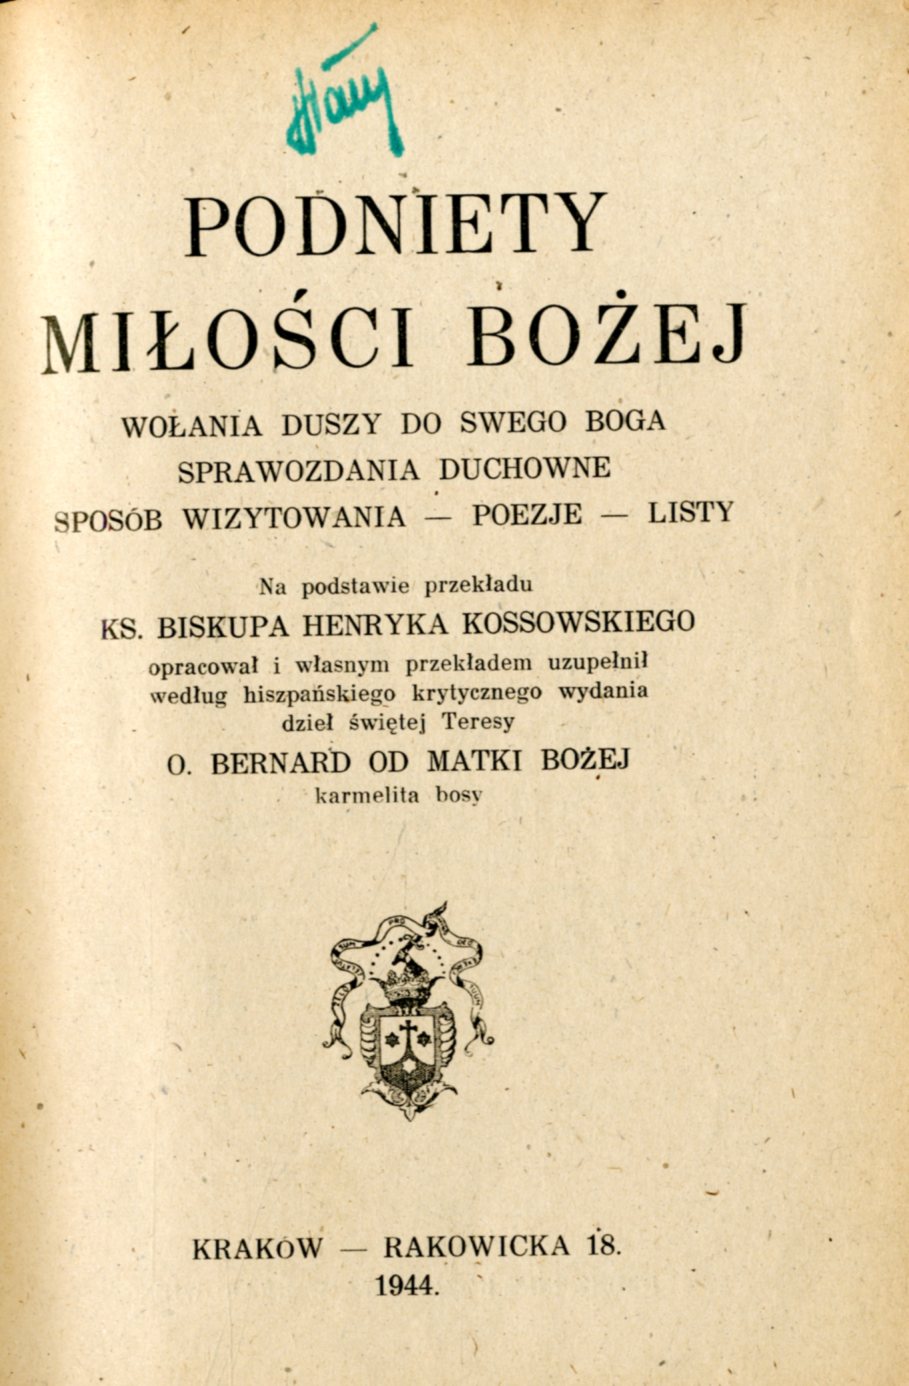 PODNIETY
MIŁOŚCI BOŻEJ
WOŁANIA DUSZY DO SWEGO BOGA
SPRAWOZDANIA DUCHOWNE
SPOSÓB WIZYTOWANIA — POEZJE — LISTY
Na podstawie przekładu
KS. BISKUPA HENRYKA KOSSOWSKIEGO
opracował i własnym przekładem uzupełnił
według hiszpańskiego krytycznego wydania
dzieł świętej Teresy
O. BERNARD OD MATKI BOŻEJ
karmelita bosy
KRAKÓW — RAKOWICKA 18.
1944.